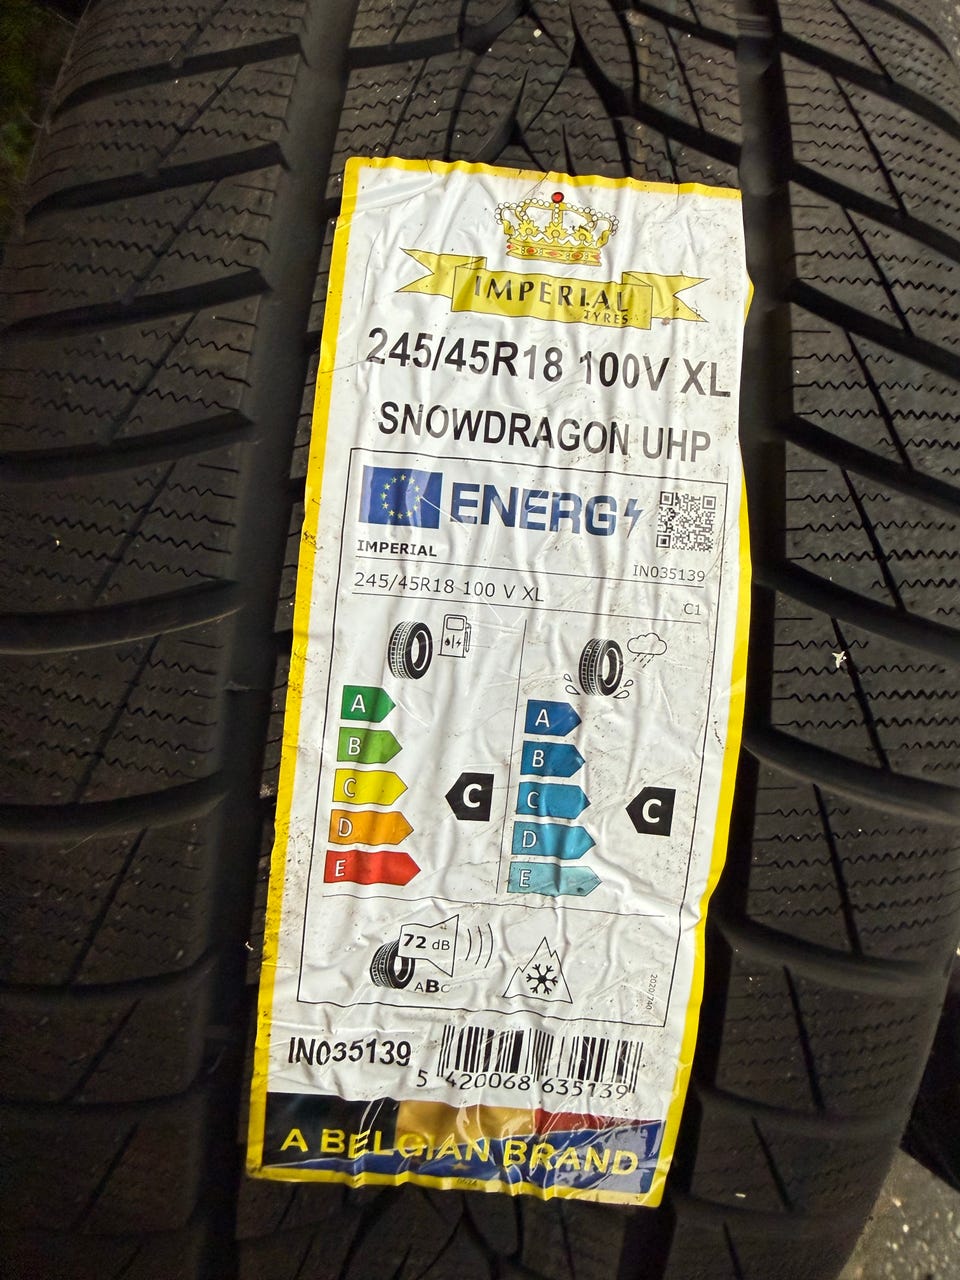 IMPERIAL
TYRES
245/45R18 100V XL
SNOWDRAGON UHP
ENERG
IMPERIAL
IN035139
245/45R18 100 V XL
C1
A
B
C
D
E
C
A
B
C
D
E
C
72 dB
ABC
2020/740
IN035139
5 420068 635139
A BELGIAN BRAND